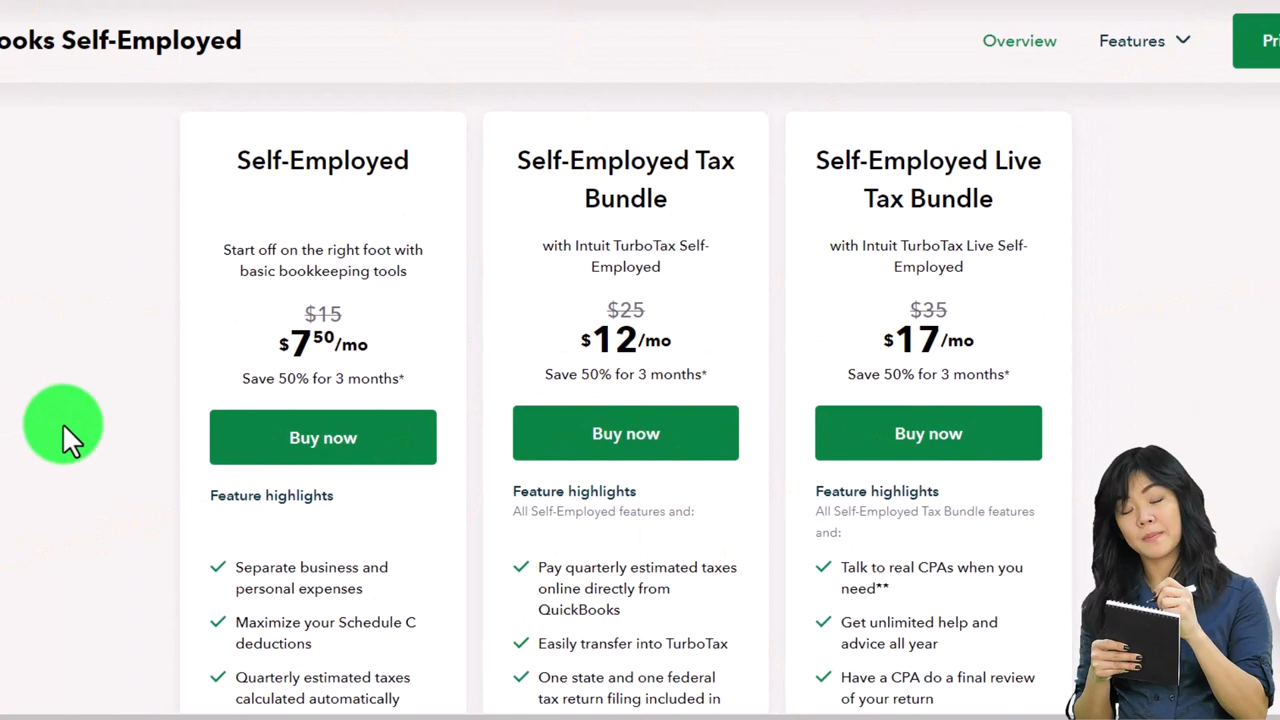 ooks Self-Employed
Overview
Features
Pri
Self-Employed
Start off on the right foot with
basic bookkeeping tools
$15
$7⁵⁰/mo
Save 50% for 3 months*
Buy now
Feature highlights
Separate business and
personal expenses
Maximize your Schedule C
deductions
Quarterly estimated taxes
calculated automatically
Self-Employed Tax
Bundle
with Intuit TurboTax Self-
Employed
$25
$12/mo
Save 50% for 3 months*
Buy now
Feature highlights
All Self-Employed features and:
Pay quarterly estimated taxes
online directly from
QuickBooks
Easily transfer into TurboTax
One state and one federal
tax return filing included in
Self-Employed Live
Tax Bundle
with Intuit TurboTax Live Self-
Employed
$35
$17/mo
Save 50% for 3 months*
Buy now
Feature highlights
All Self-Employed Tax Bundle features
and:
Talk to real CPAs when you
need**
Get unlimited help and
advice all year
Have a CPA do a final review
of your return